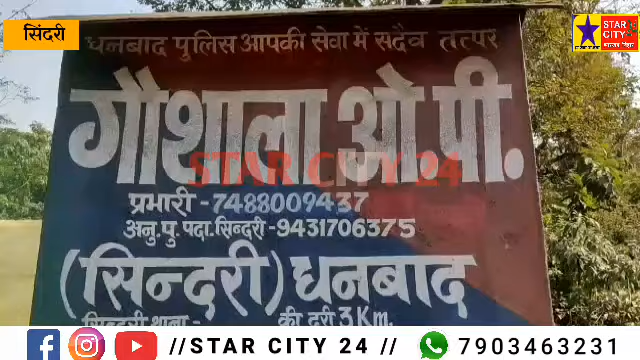 सिंदरी
STAR CITY 24
धनबाद पुलिस आपकी सेवा में सदैव तत्पर
गौशाला ओ.पी.
STAR CITY 24
प्रभारी -7488009437
अनु.पु. पदा. सिन्दरी -9431706375
(सिन्दरी) धनबाद
सिन्दरी थाना - की दूरी 3 Km.
//STAR CITY 24 // 7903463231